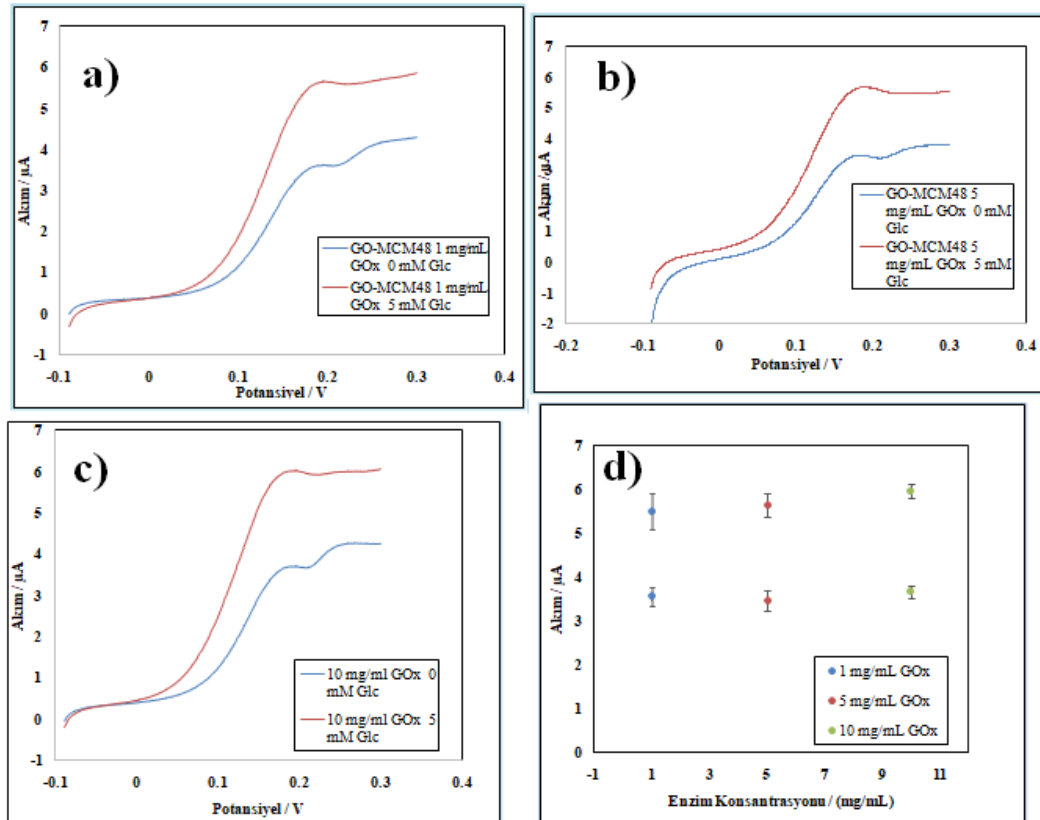 a)
7
6
5
4
3
2
1
0
-1
Akım / µA
-0.1
0
0.1
0.2
0.3
0.4
Potansiyel / V
GO-MCM48 1 mg/mL
GOx 0 mM Glc
GO-MCM48 1 mg/mL
GOx 5 mM Glc
b)
7
6
5
4
3
2
1
0
-1
-2
Akım / µA
-0.2
-0.1
0
0.1
0.2
0.3
0.4
Potansiyel / V
GO-MCM48 5
mg/mL GOx 0 mM
Glc
GO-MCM48 5
mg/mL GOx 5 mM
Glc
c)
7
6
5
4
3
2
1
0
-1
Akım / µA
-0.1
0
0.1
0.2
0.3
0.4
Potansiyel / V
10 mg/ml GOx 0
mM Glc
10 mg/ml GOx 5
mM Glc
d)
7
6
5
4
3
2
1
0
Akım / µA
-1
1
3
5
7
9
11
Enzim Konsantrasyonu / (mg/mL)
1 mg/mL GOx
5 mg/mL GOx
10 mg/mL GOx